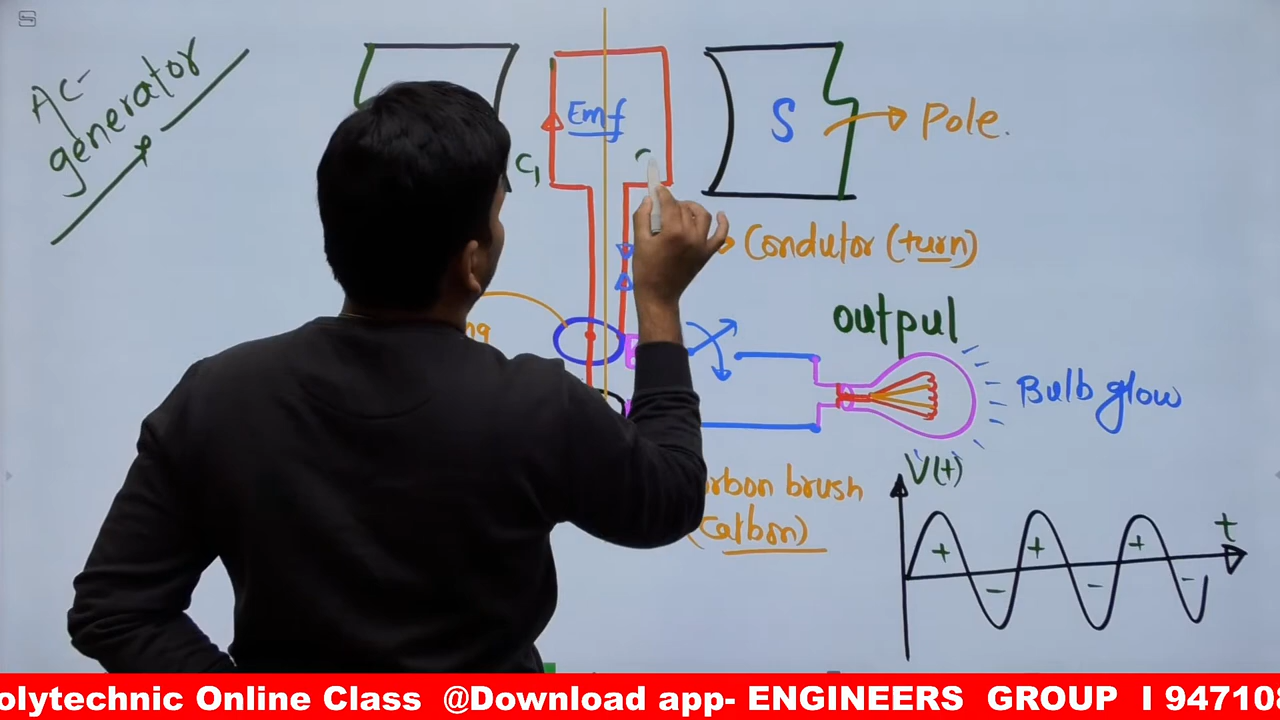 AC-
generator
Emf
S
Pole.
C1
Condutor (turn)
output
Bulb glow
V(t)
rbon brush
(Carbon)
+
+
+
-
-
-
t
olytechnic Online Class @Download app- ENGINEERS GROUP I 947108